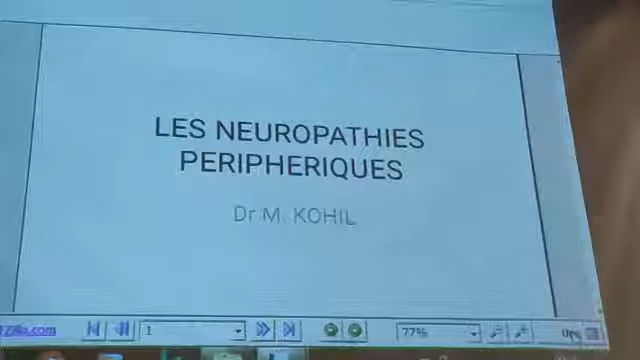 LES NEUROPATHIES
PERIPHERIQUES
Dr M. KOHIL
1
77%